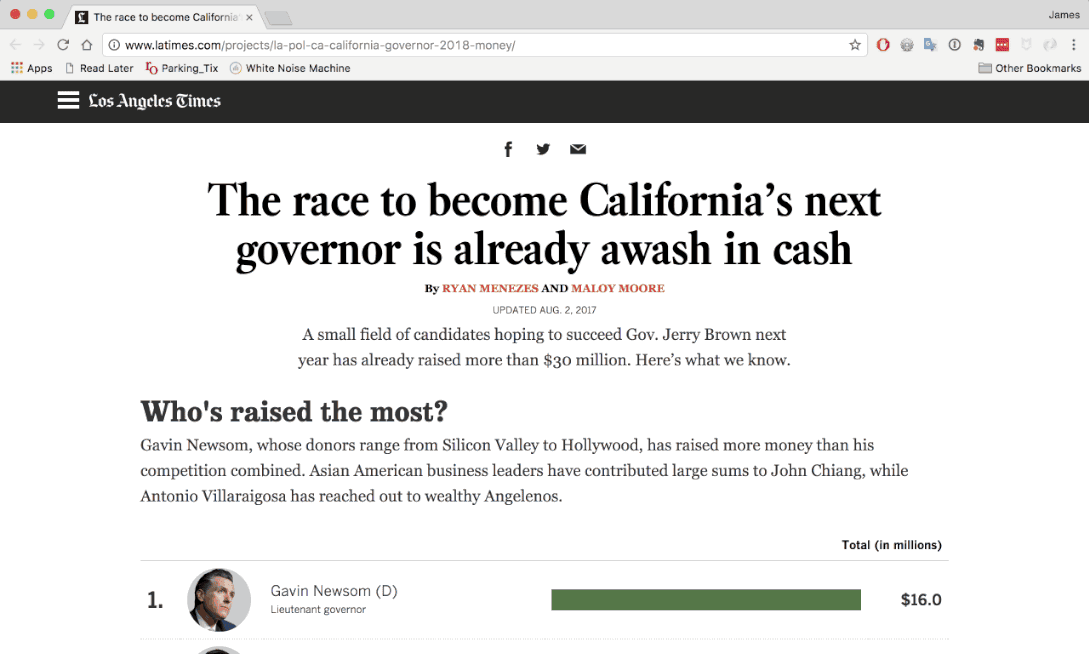 The race to become California'
James
www.latimes.com/projects/la-pol-ca-california-governor-2018-money/
Apps Read Later Parking_Tix White Noise Machine Other Bookmarks
Los Angeles Times
The race to become California’s next
governor is already awash in cash
By RYAN MENEZES AND MALOY MOORE
UPDATED AUG. 2, 2017
A small field of candidates hoping to succeed Gov. Jerry Brown next
year has already raised more than $30 million. Here’s what we know.
Who's raised the most?
Gavin Newsom, whose donors range from Silicon Valley to Hollywood, has raised more money than his
competition combined. Asian American business leaders have contributed large sums to John Chiang, while
Antonio Villaraigosa has reached out to wealthy Angelenos.
Total (in millions)
1. Gavin Newsom (D) $16.0
Lieutenant governor